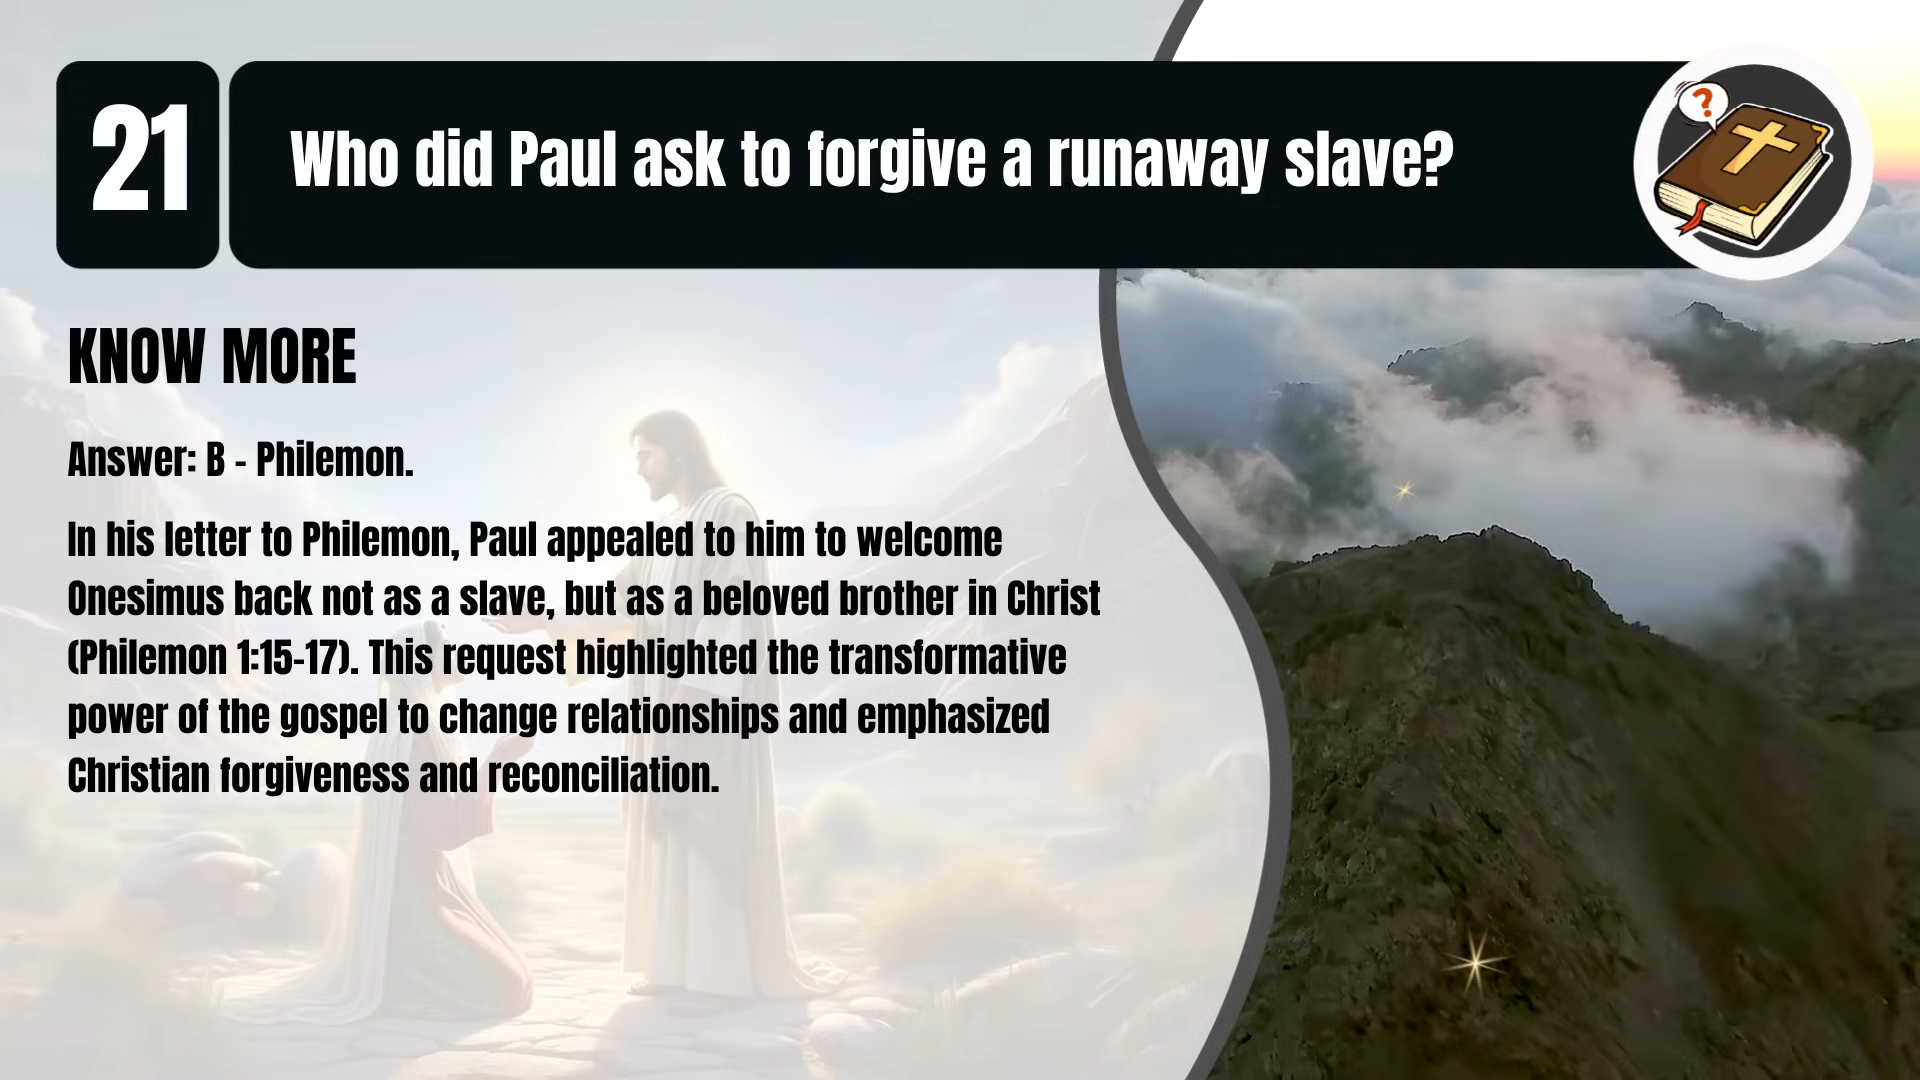 21
Who did Paul ask to forgive a runaway slave?
?
KNOW MORE
Answer: B - Philemon.
In his letter to Philemon, Paul appealed to him to welcome
Onesimus back not as a slave, but as a beloved brother in Christ
(Philemon 1:15-17). This request highlighted the transformative
power of the gospel to change relationships and emphasized
Christian forgiveness and reconciliation.